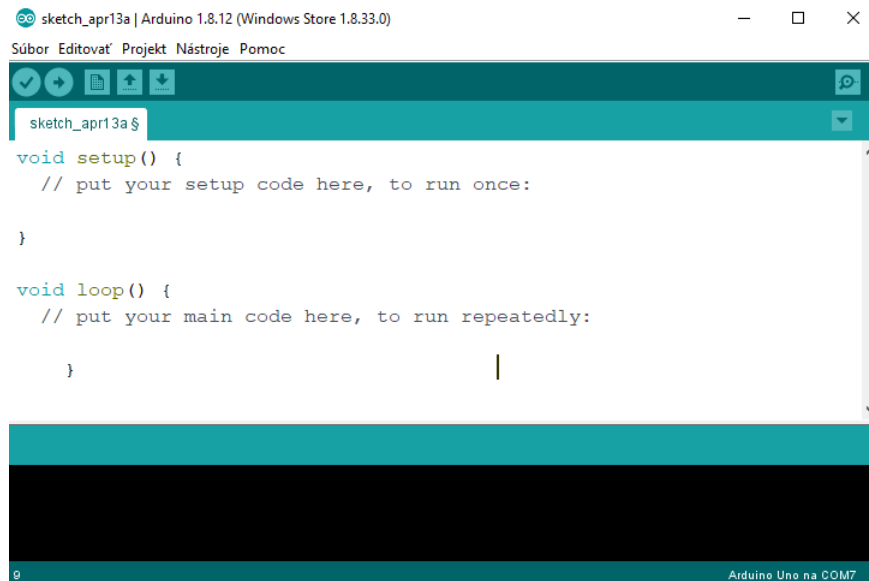 sketch_apr13a | Arduino 1.8.12 (Windows Store 1.8.33.0)
Súbor Editovať Projekt Nástroje Pomoc
sketch_apr13a §
void setup() {
  // put your setup code here, to run once:
}
void loop() {
  // put your main code here, to run repeatedly:
    }
9 Arduino Uno na COM7